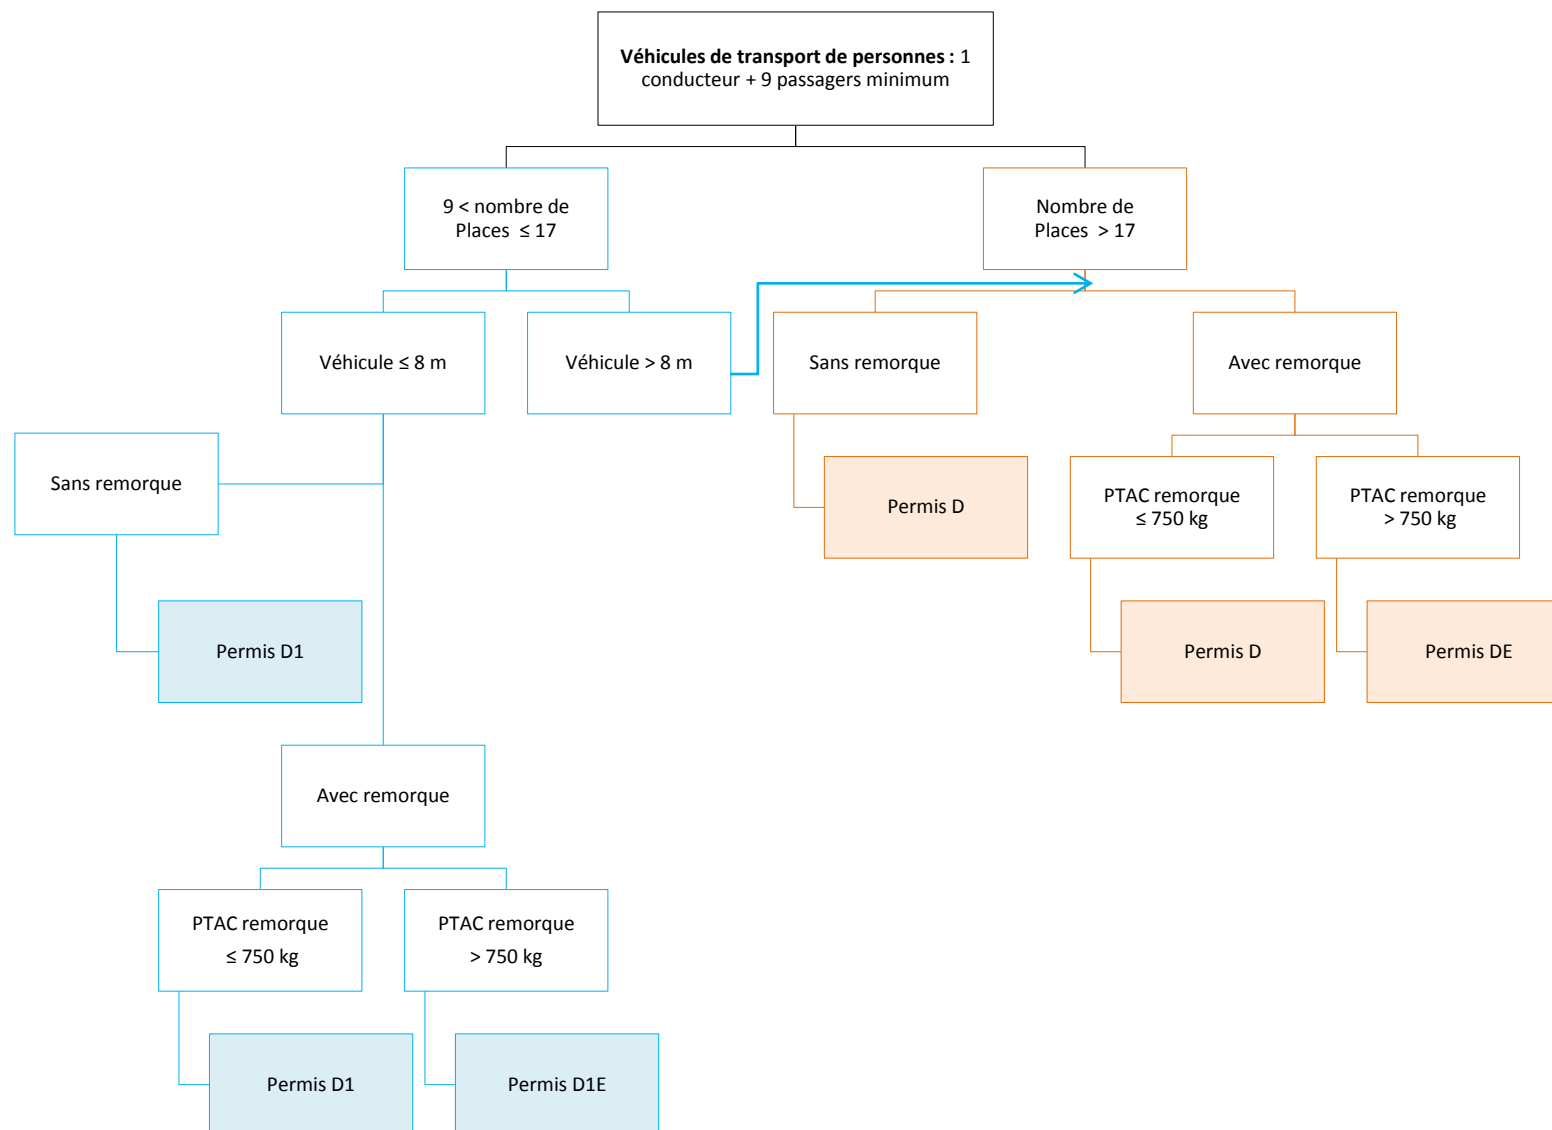 Véhicules de transport de personnes : 1
conducteur + 9 passagers minimum
9 < nombre de
Places ≤ 17
Nombre de
Places > 17
Véhicule ≤ 8 m
Véhicule > 8 m
Sans remorque
Avec remorque
Sans remorque
PTAC remorque
≤ 750 kg
PTAC remorque
> 750 kg
Permis D
Permis D1
Permis D
Permis DE
Avec remorque
PTAC remorque
≤ 750 kg
PTAC remorque
> 750 kg
Permis D1
Permis D1E